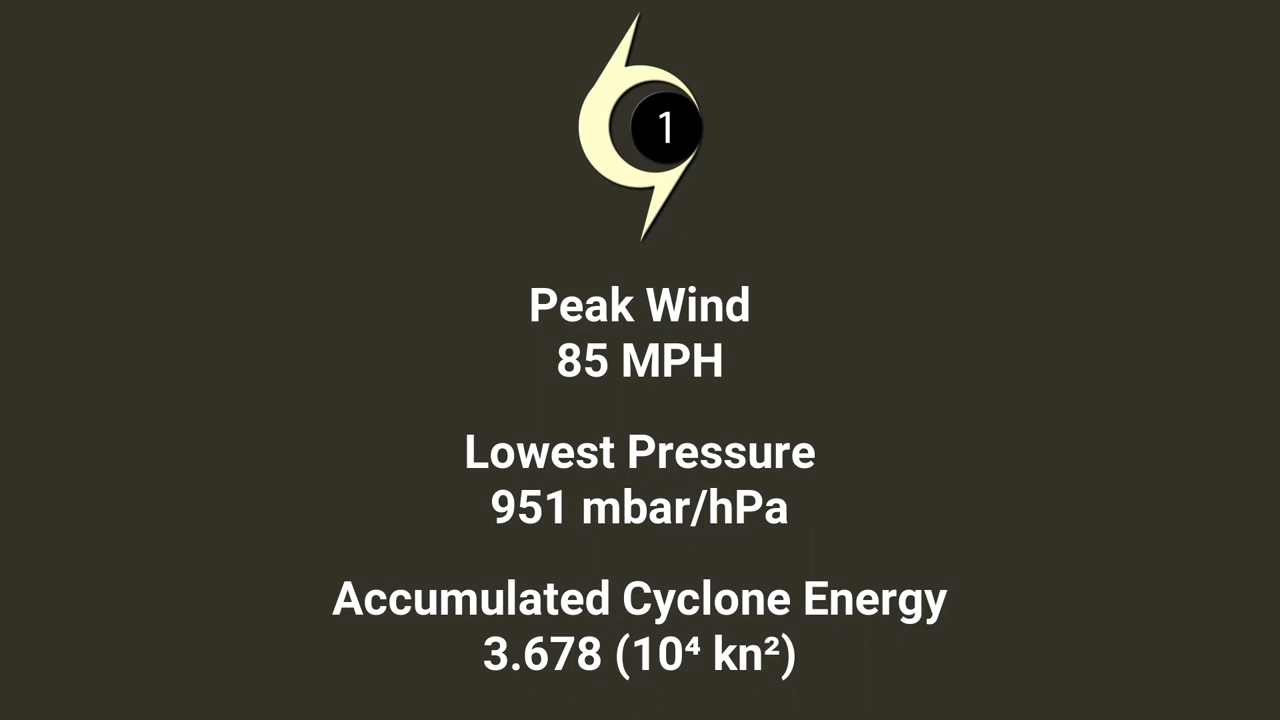 1
Peak Wind
85 MPH
Lowest Pressure
951 mbar/hPa
Accumulated Cyclone Energy
3.678 (10⁴ kn²)